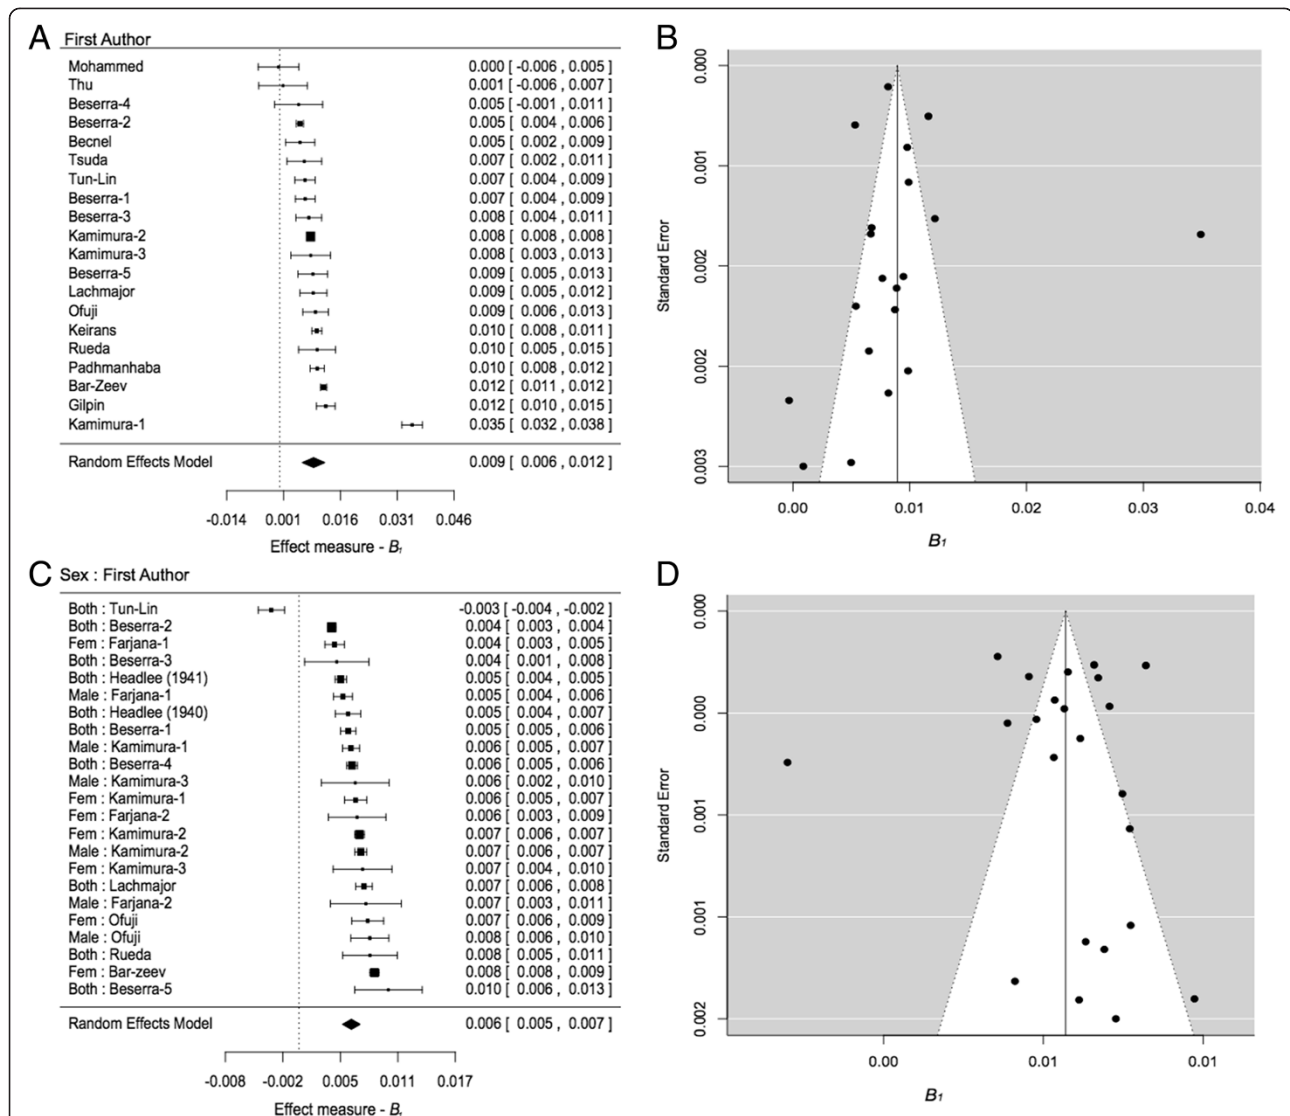 A
First Author
Mohammed 0.000 [ -0.006 , 0.005 ]
Thu 0.001 [ -0.006 , 0.007 ]
Beserra-4 0.005 [ -0.001 , 0.011 ]
Beserra-2 0.005 [ 0.004 , 0.006 ]
Becnel 0.005 [ 0.002 , 0.009 ]
Tsuda 0.007 [ 0.002 , 0.011 ]
Tun-Lin 0.007 [ 0.004 , 0.009 ]
Beserra-1 0.007 [ 0.004 , 0.009 ]
Beserra-3 0.008 [ 0.004 , 0.011 ]
Kamimura-2 0.008 [ 0.008 , 0.008 ]
Kamimura-3 0.008 [ 0.003 , 0.013 ]
Beserra-5 0.009 [ 0.005 , 0.013 ]
Lachmajor 0.009 [ 0.005 , 0.012 ]
Ofuji 0.009 [ 0.006 , 0.013 ]
Keirans 0.010 [ 0.008 , 0.011 ]
Rueda 0.010 [ 0.005 , 0.015 ]
Padhmanhaba 0.010 [ 0.008 , 0.012 ]
Bar-Zeev 0.012 [ 0.011 , 0.012 ]
Gilpin 0.012 [ 0.010 , 0.015 ]
Kamimura-1 0.035 [ 0.032 , 0.038 ]
Random Effects Model 0.009 [ 0.006 , 0.012 ]
-0.014 0.001 0.016 0.031 0.046
Effect measure - B₁
B
0.000
0.001
0.002
0.002
0.003
Standard Error
0.00 0.01 0.02 0.03 0.04
B₁
C
Sex : First Author
Both : Tun-Lin -0.003 [ -0.004 , -0.002 ]
Both : Beserra-2 0.004 [ 0.003 , 0.004 ]
Fem : Farjana-1 0.004 [ 0.003 , 0.005 ]
Both : Beserra-3 0.004 [ 0.001 , 0.008 ]
Both : Headlee (1941) 0.005 [ 0.004 , 0.005 ]
Male : Farjana-1 0.005 [ 0.004 , 0.006 ]
Both : Headlee (1940) 0.005 [ 0.004 , 0.007 ]
Both : Beserra-1 0.005 [ 0.005 , 0.006 ]
Male : Kamimura-1 0.006 [ 0.005 , 0.007 ]
Both : Beserra-4 0.006 [ 0.005 , 0.006 ]
Male : Kamimura-3 0.006 [ 0.002 , 0.010 ]
Fem : Kamimura-1 0.006 [ 0.005 , 0.007 ]
Fem : Farjana-2 0.006 [ 0.003 , 0.009 ]
Fem : Kamimura-2 0.007 [ 0.006 , 0.007 ]
Male : Kamimura-2 0.007 [ 0.006 , 0.007 ]
Fem : Kamimura-3 0.007 [ 0.004 , 0.010 ]
Both : Lachmajor 0.007 [ 0.006 , 0.008 ]
Male : Farjana-2 0.007 [ 0.003 , 0.011 ]
Fem : Ofuji 0.007 [ 0.006 , 0.009 ]
Male : Ofuji 0.008 [ 0.006 , 0.010 ]
Both : Rueda 0.008 [ 0.005 , 0.011 ]
Fem : Bar-zeev 0.008 [ 0.008 , 0.009 ]
Both : Beserra-5 0.010 [ 0.006 , 0.013 ]
Random Effects Model 0.006 [ 0.005 , 0.007 ]
-0.008 -0.002 0.005 0.011 0.017
Effect measure - B₁
D
0.000
0.000
0.001
0.001
0.002
Standard Error
0.00 0.01 0.01
B₁